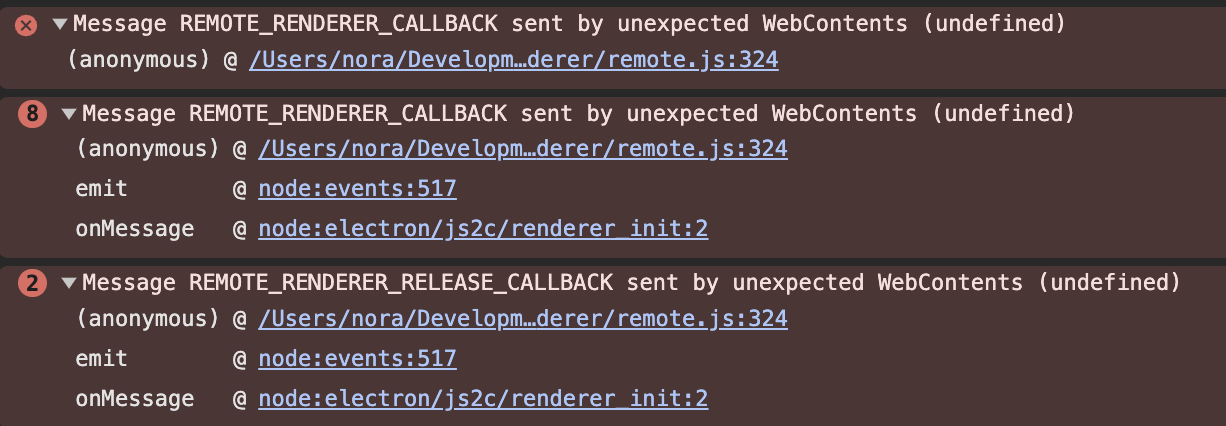 Message REMOTE_RENDERER_CALLBACK sent by unexpected WebContents (undefined)
(anonymous) @ /Users/nora/Developm…derer/remote.js:324
8 Message REMOTE_RENDERER_CALLBACK sent by unexpected WebContents (undefined)
(anonymous) @ /Users/nora/Developm…derer/remote.js:324
emit @ node:events:517
onMessage @ node:electron/js2c/renderer_init:2
2 Message REMOTE_RENDERER_RELEASE_CALLBACK sent by unexpected WebContents (undefined)
(anonymous) @ /Users/nora/Developm…derer/remote.js:324
emit @ node:events:517
onMessage @ node:electron/js2c/renderer_init:2